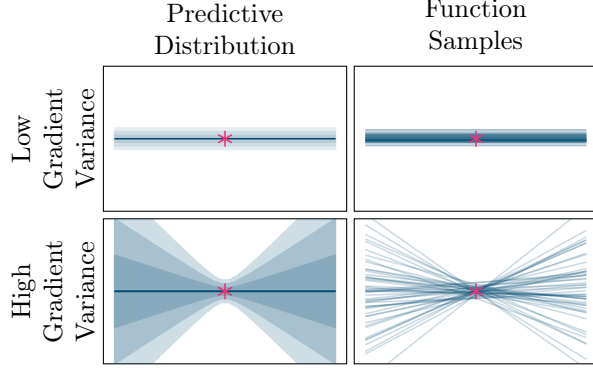 Predictive
Distribution
Function
Samples
Low
Gradient
Variance
High
Gradient
Variance